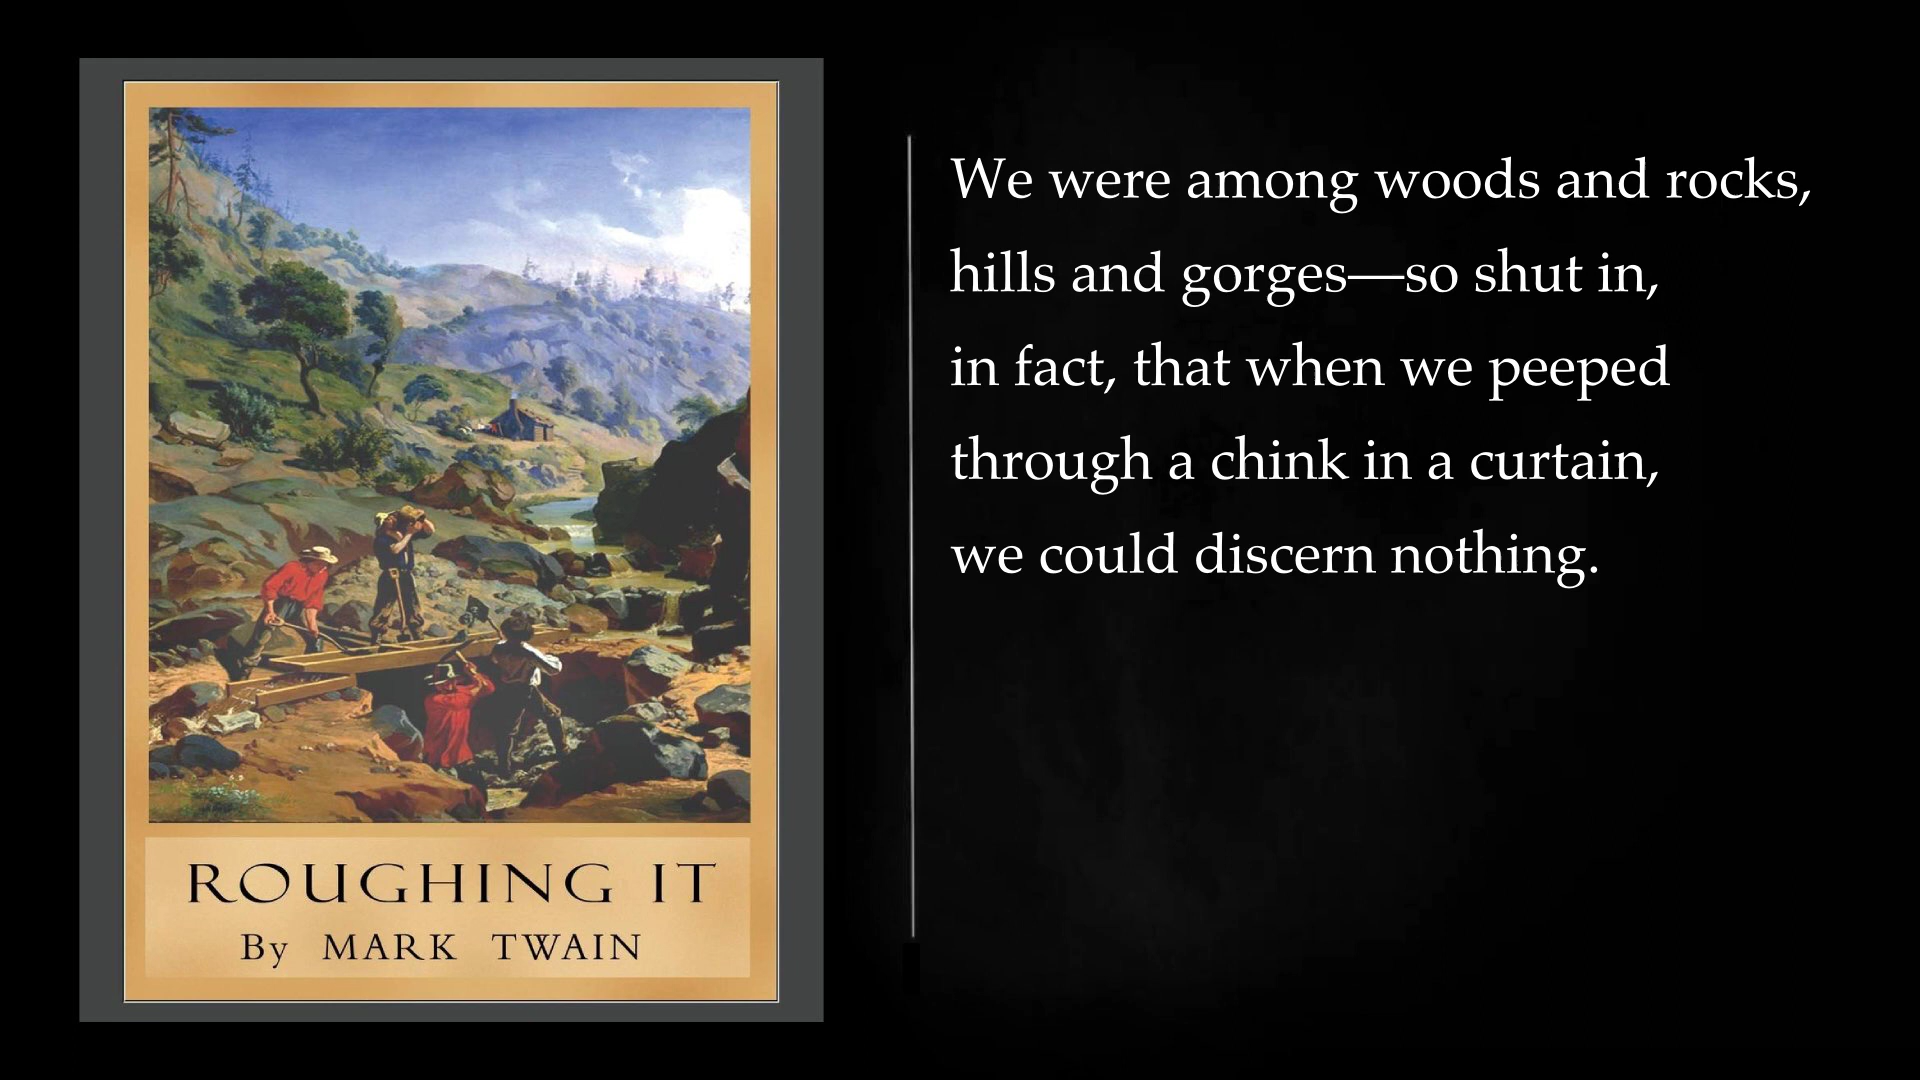 ROUGHING IT
By MARK TWAIN
We were among woods and rocks,
hills and gorges—so shut in,
in fact, that when we peeped
through a chink in a curtain,
we could discern nothing.